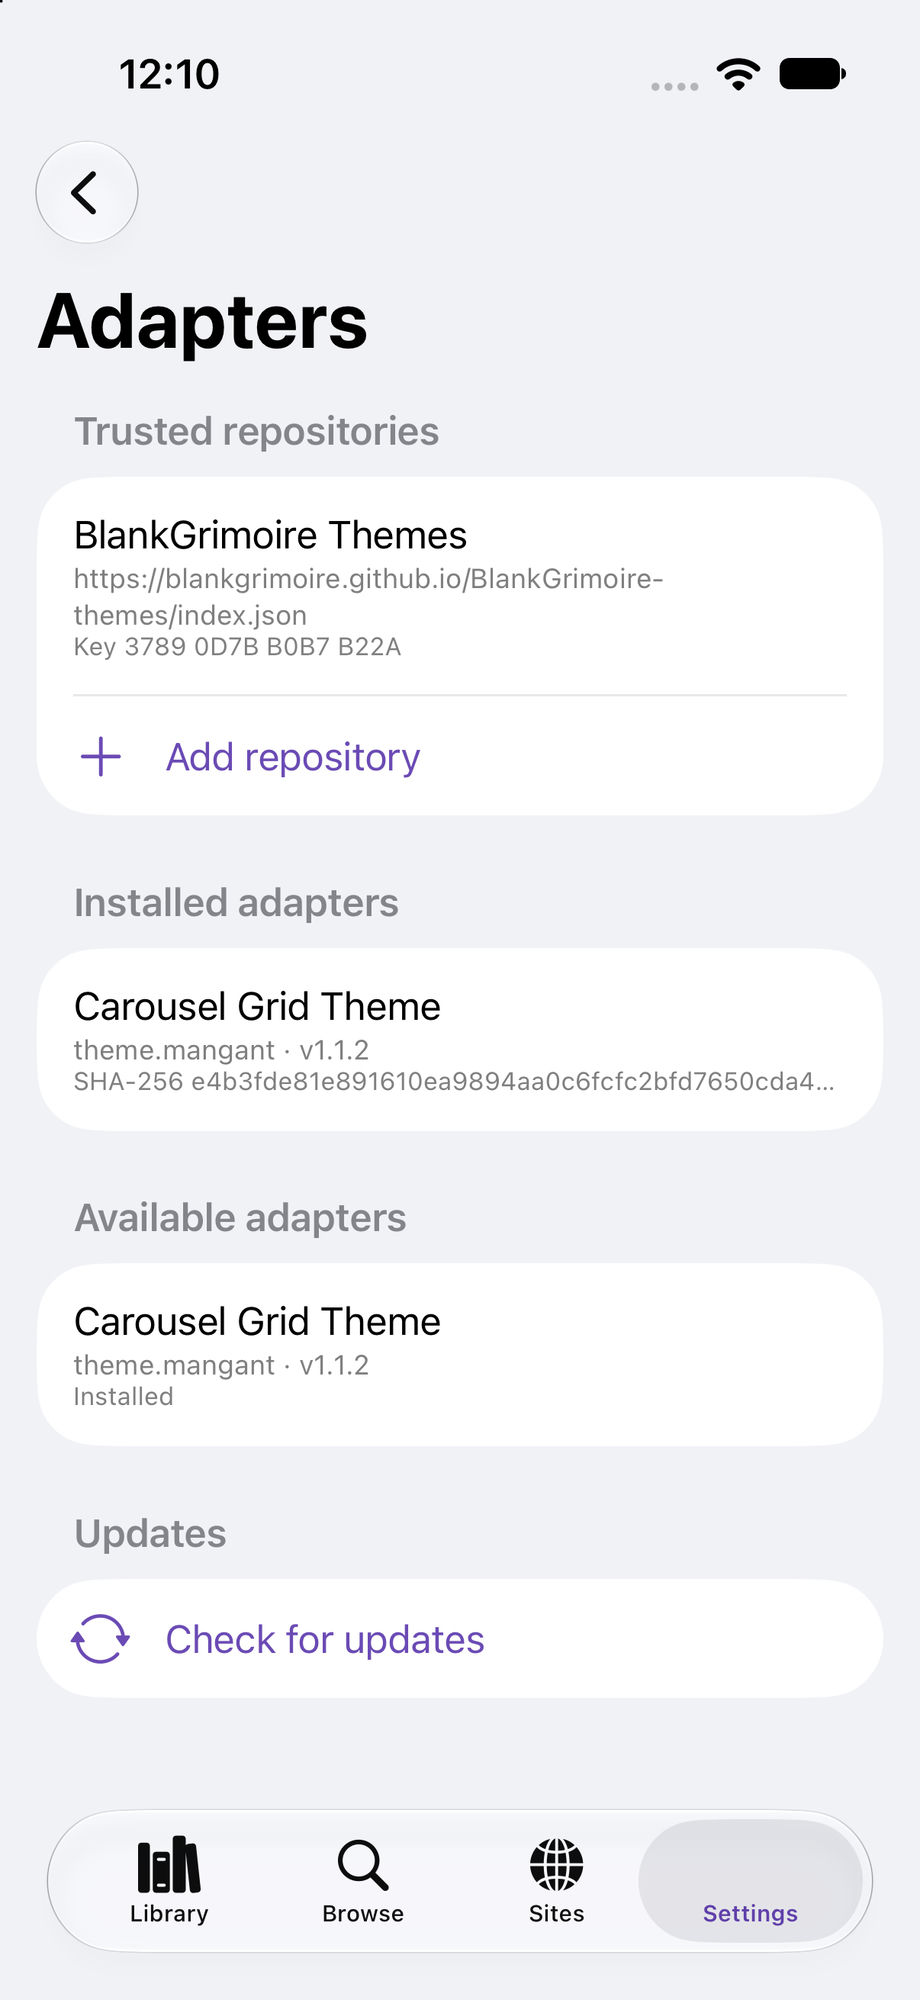 12:10
Adapters
Trusted repositories
BlankGrimoire Themes
https://blankgrimoire.github.io/BlankGrimoire-
themes/index.json
Key 3789 0D7B B0B7 B22A
Add repository
Installed adapters
Carousel Grid Theme
theme.mangant · v1.1.2
SHA-256 e4b3fde81e891610ea9894aa0c6fcfc2bfd7650cda4...
Available adapters
Carousel Grid Theme
theme.mangant · v1.1.2
Installed
Updates
Check for updates
Library
Browse
Sites
Settings